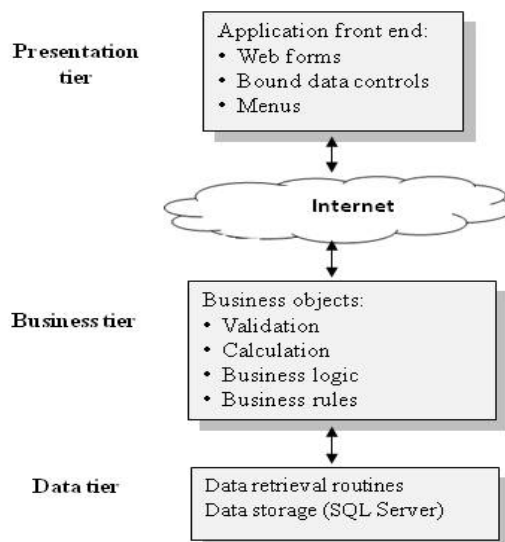 Presentation
tier
Application front end:
• Web forms
• Bound data controls
• Menus
Internet
Business tier
Business objects:
• Validation
• Calculation
• Business logic
• Business rules
Data tier
Data retrieval routines
Data storage (SQL Server)